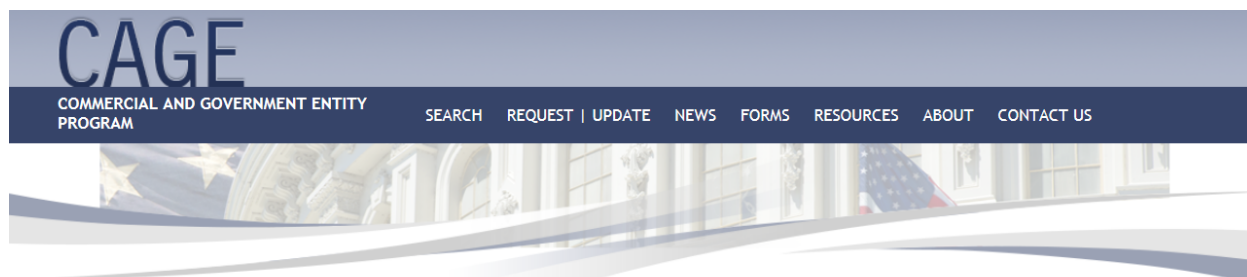 CAGE
COMMERCIAL AND GOVERNMENT ENTITY
PROGRAM
SEARCH REQUEST | UPDATE NEWS FORMS RESOURCES ABOUT CONTACT US